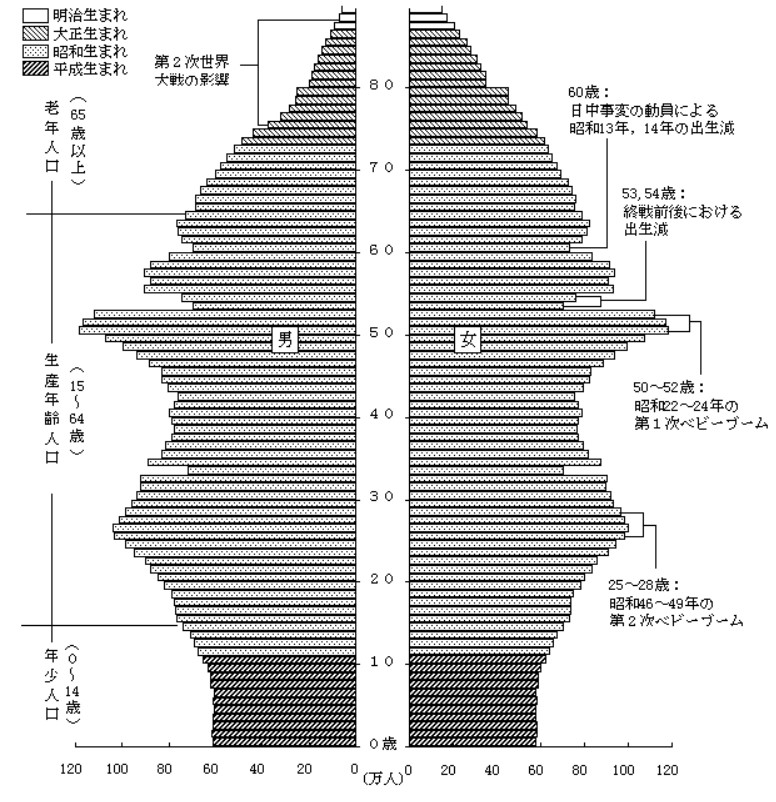 明治生まれ
大正生まれ
昭和生まれ
平成生まれ
第２次世界
大戦の影響
老年人口
（65歳以上）
生産年齢人口
（15～64歳）
年少人口
（0～14歳）
８０
７０
６０
５０
４０
３０
２０
１０
０歳
男
女
60歳：
日中事変の動員による
昭和13年，14年の出生減
53,54歳：
終戦前後における
出生減
50～52歳：
昭和22～24年の
第１次ベビーブーム
25～28歳：
昭和46～49年の
第２次ベビーブーム
120 100 80 60 40 20 0 (万人) 0 20 40 60 80 100 120